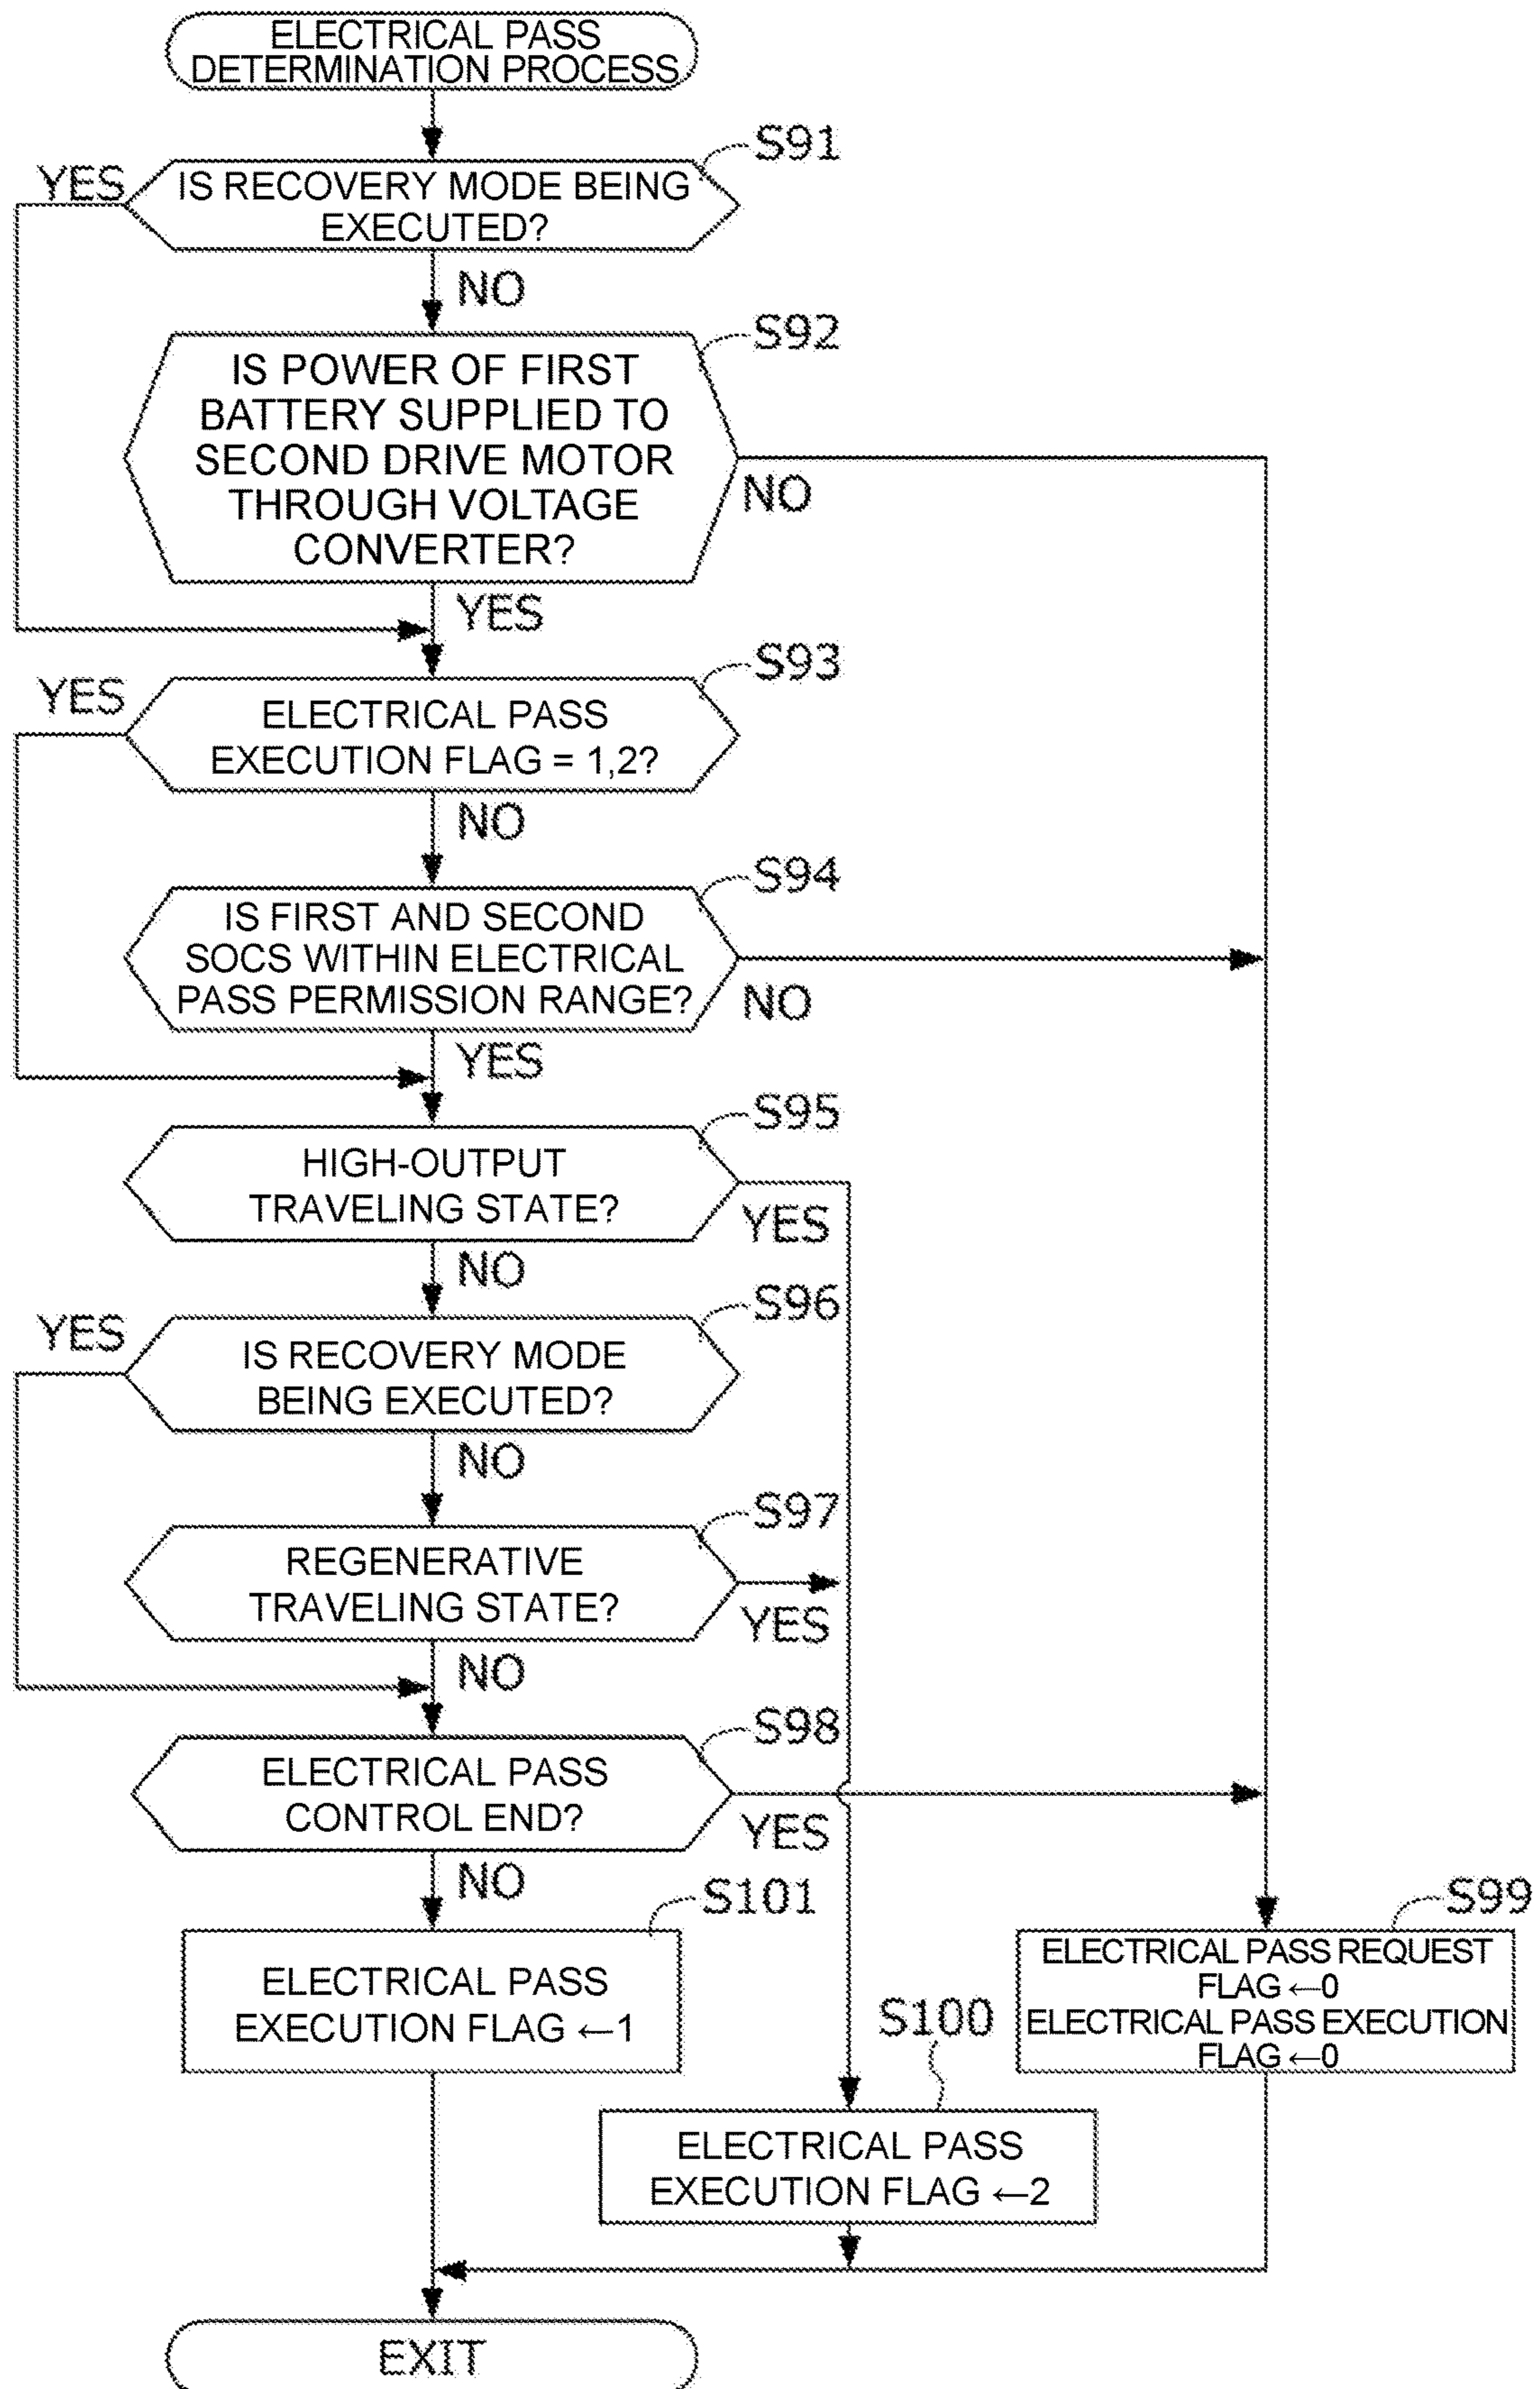 ELECTRICAL PASS
DETERMINATION PROCESS
S91
YES
IS RECOVERY MODE BEING
EXECUTED?
NO
S92
IS POWER OF FIRST
BATTERY SUPPLIED TO
SECOND DRIVE MOTOR
THROUGH VOLTAGE
CONVERTER?
NO
YES
S93
YES
ELECTRICAL PASS
EXECUTION FLAG = 1,2?
NO
S94
IS FIRST AND SECOND
SOCS WITHIN ELECTRICAL
PASS PERMISSION RANGE?
NO
YES
S95
HIGH-OUTPUT
TRAVELING STATE?
YES
NO
S96
YES
IS RECOVERY MODE
BEING EXECUTED?
NO
S97
REGENERATIVE
TRAVELING STATE?
YES
NO
S98
ELECTRICAL PASS
CONTROL END?
YES
NO
S101
ELECTRICAL PASS
EXECUTION FLAG ←1
S99
ELECTRICAL PASS REQUEST
FLAG ←0
ELECTRICAL PASS EXECUTION
FLAG ←0
S100
ELECTRICAL PASS
EXECUTION FLAG ←2
EXIT